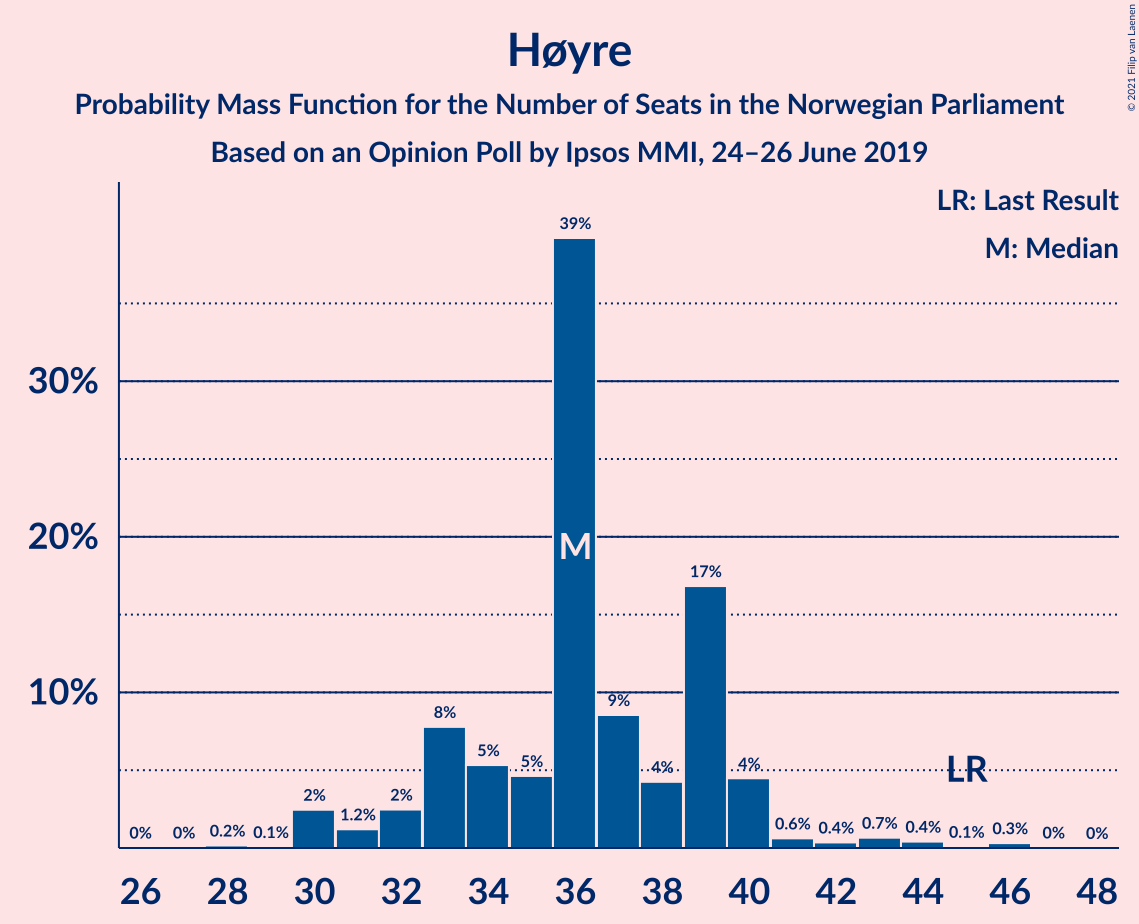 Høyre
Probability Mass Function for the Number of Seats in the Norwegian Parliament
Based on an Opinion Poll by Ipsos MMI, 24–26 June 2019
© 2021 Filip van Laenen
LR: Last Result
M: Median
30%
20%
10%
0% 0% 0.2% 0.1% 2% 1.2% 2% 8% 5% 5% 39% 9% 4% 17% 4% 0.6% 0.4% 0.7% 0.4% 0.1% 0.3% 0% 0%
M
LR
26 28 30 32 34 36 38 40 42 44 46 48